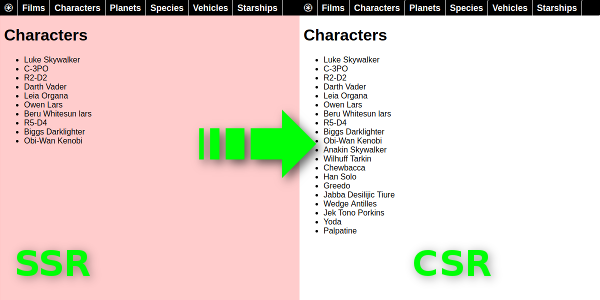 Films Characters Planets Species Vehicles Starships
Characters
Luke Skywalker
C-3PO
R2-D2
Darth Vader
Leia Organa
Owen Lars
Beru Whitesun lars
R5-D4
Biggs Darklighter
Obi-Wan Kenobi
SSR
Films Characters Planets Species Vehicles Starships
Characters
Luke Skywalker
C-3PO
R2-D2
Darth Vader
Leia Organa
Owen Lars
Beru Whitesun lars
R5-D4
Biggs Darklighter
Obi-Wan Kenobi
Anakin Skywalker
Wilhuff Tarkin
Chewbacca
Han Solo
Greedo
Jabba Desilijic Tiure
Wedge Antilles
Jek Tono Porkins
Yoda
Palpatine
CSR